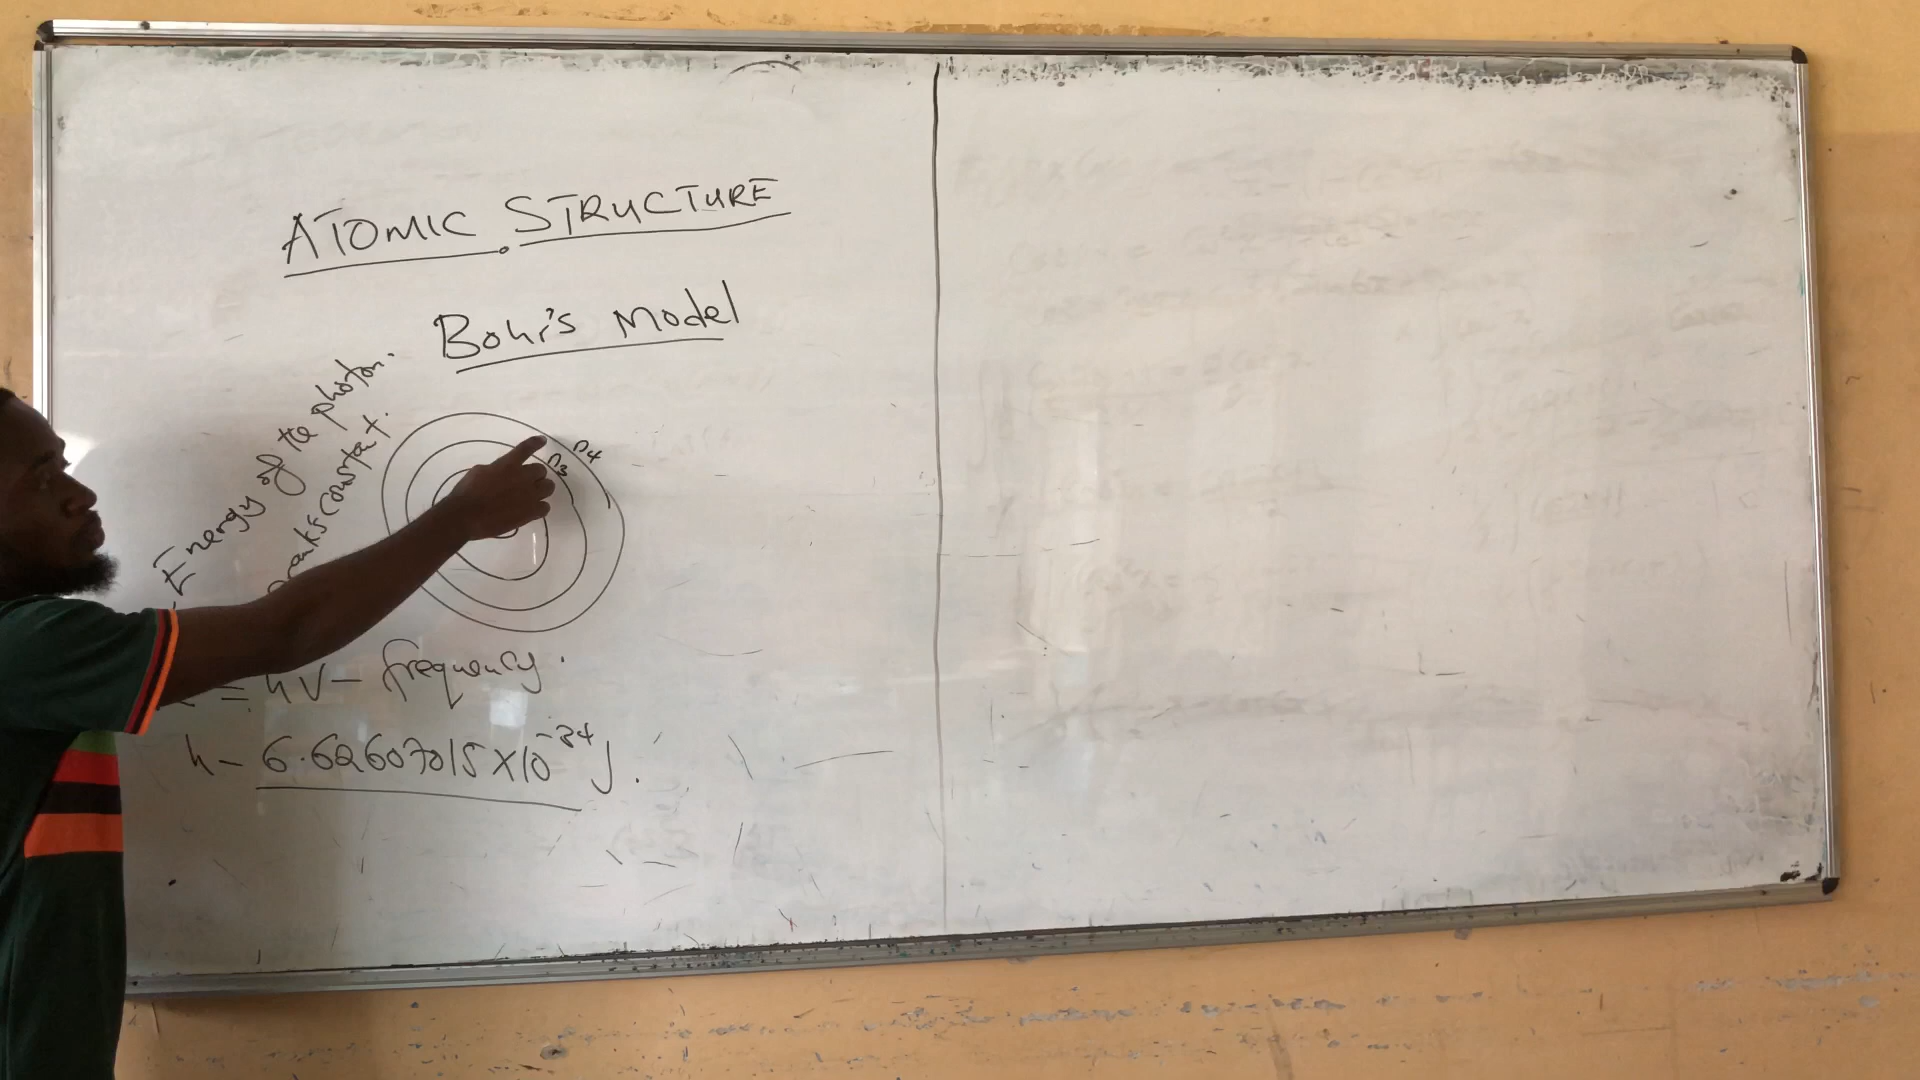 ATOMIC STRUCTURE
Bohr's Model
Energy of the photon.
constant.
n3
n4
= hV - frequency.
h - 6.62607015 X 10^-34 J.